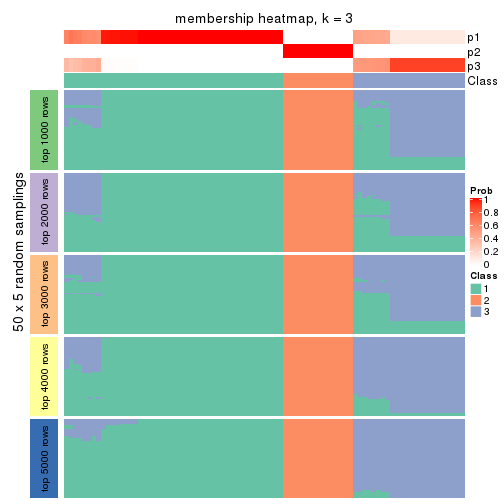 membership heatmap, k = 3
p1
p2
p3
Class
50 x 5 random samplings
top 1000 rows
top 2000 rows
top 3000 rows
top 4000 rows
top 5000 rows
Prob
1
0.8
0.6
0.4
0.2
0
Class
1
2
3